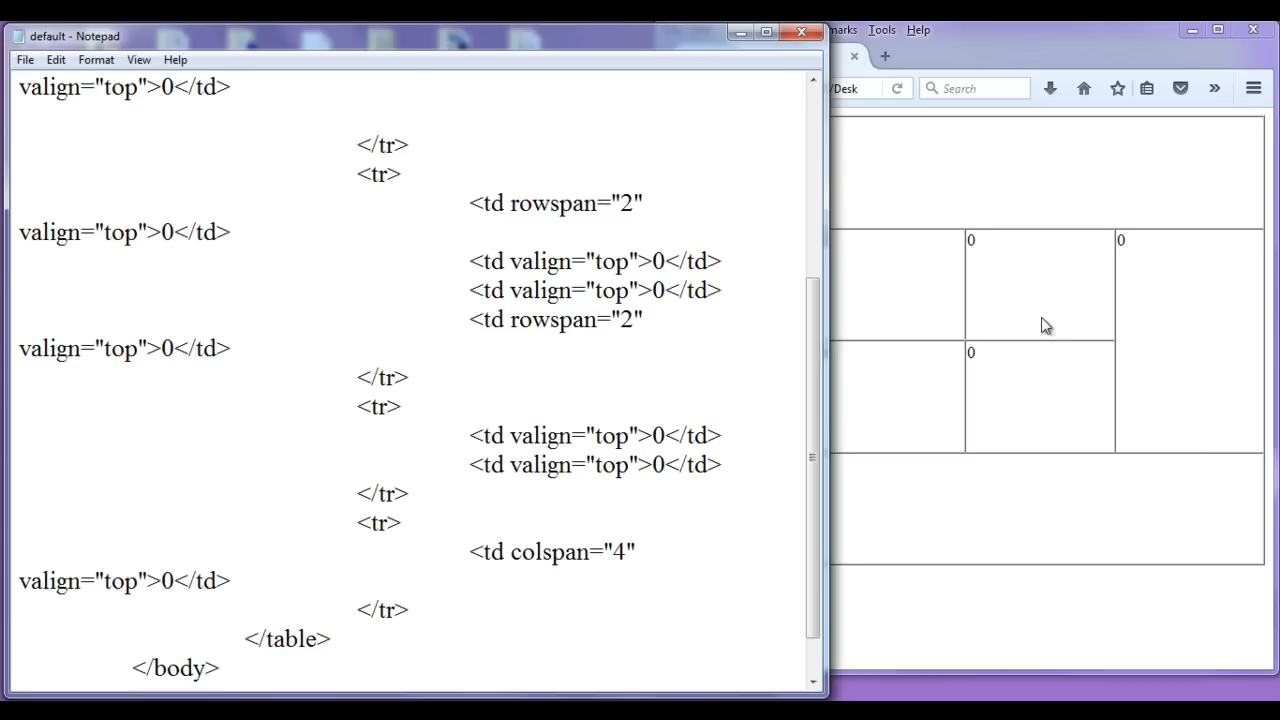 default - Notepad
File Edit Format View Help
valign="top">0</td>
</tr>
<tr>
<td rowspan="2"
valign="top">0</td>
<td valign="top">0</td>
<td valign="top">0</td>
<td rowspan="2"
valign="top">0</td>
</tr>
<tr>
<td valign="top">0</td>
<td valign="top">0</td>
</tr>
<tr>
<td colspan="4"
valign="top">0</td>
</tr>
</table>
</body>
marks Tools Help
/Desk Search
0 0
0